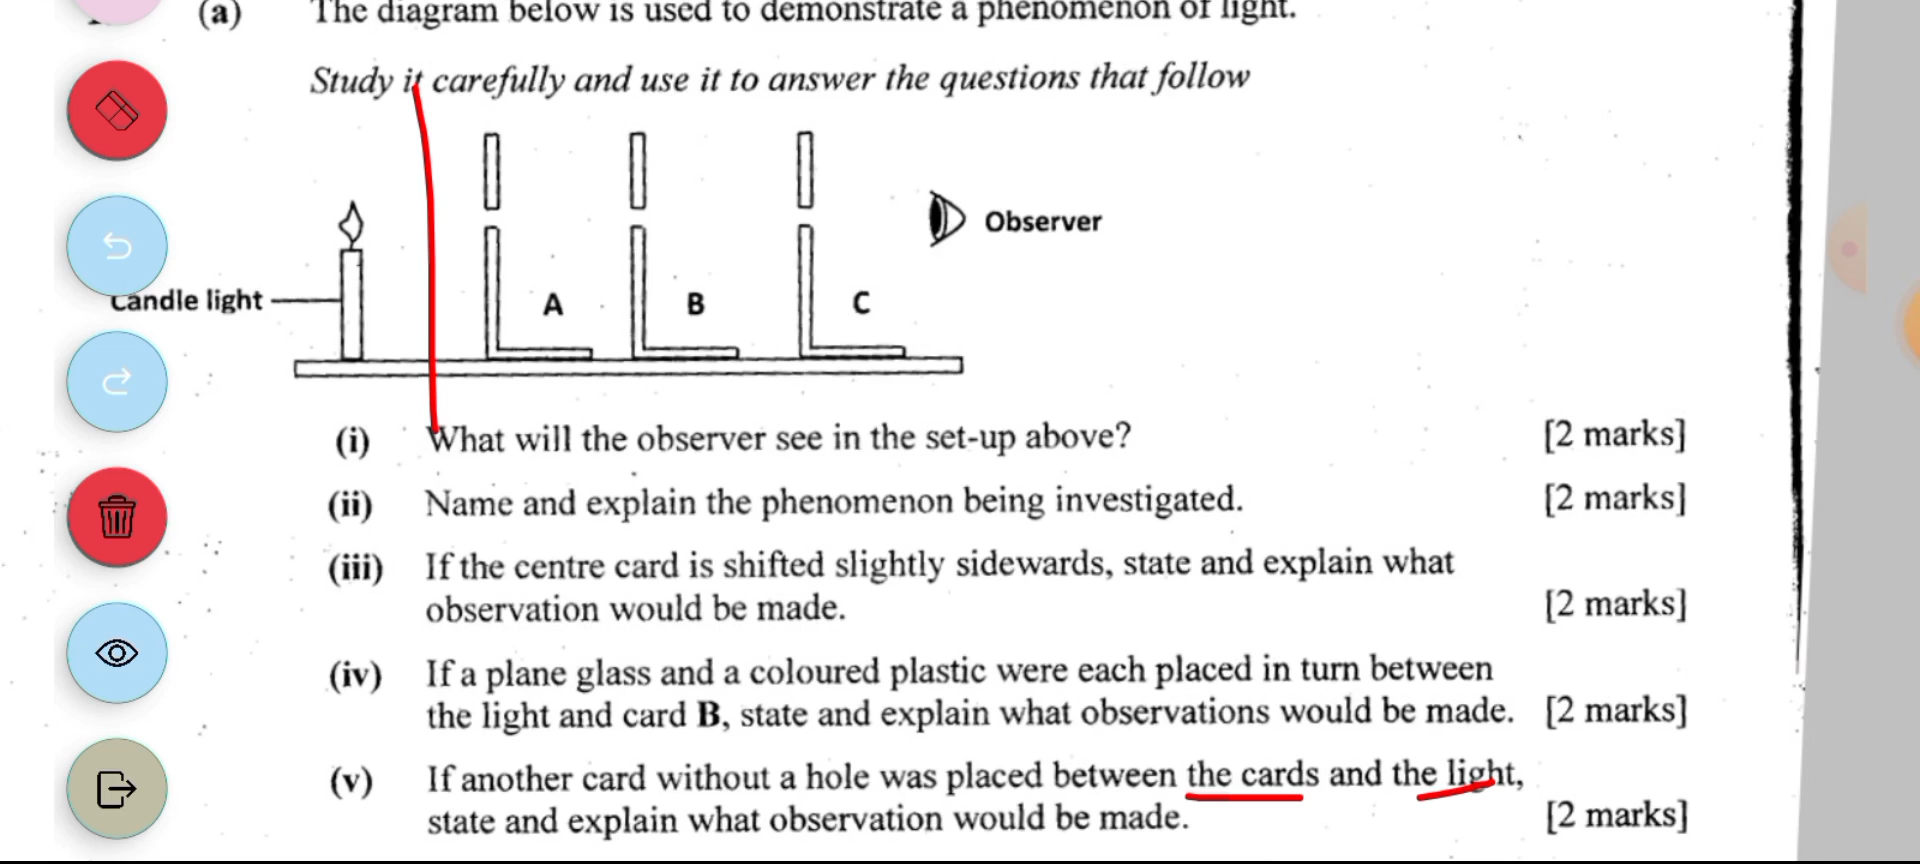 (a) The diagram below is used to demonstrate a phenomenon of light.
Study it carefully and use it to answer the questions that follow
Observer
Candle light
A B C
(i) What will the observer see in the set-up above? [2 marks]
(ii) Name and explain the phenomenon being investigated. [2 marks]
(iii) If the centre card is shifted slightly sidewards, state and explain what
observation would be made. [2 marks]
(iv) If a plane glass and a coloured plastic were each placed in turn between
the light and card B, state and explain what observations would be made. [2 marks]
(v) If another card without a hole was placed between the cards and the light,
state and explain what observation would be made. [2 marks]